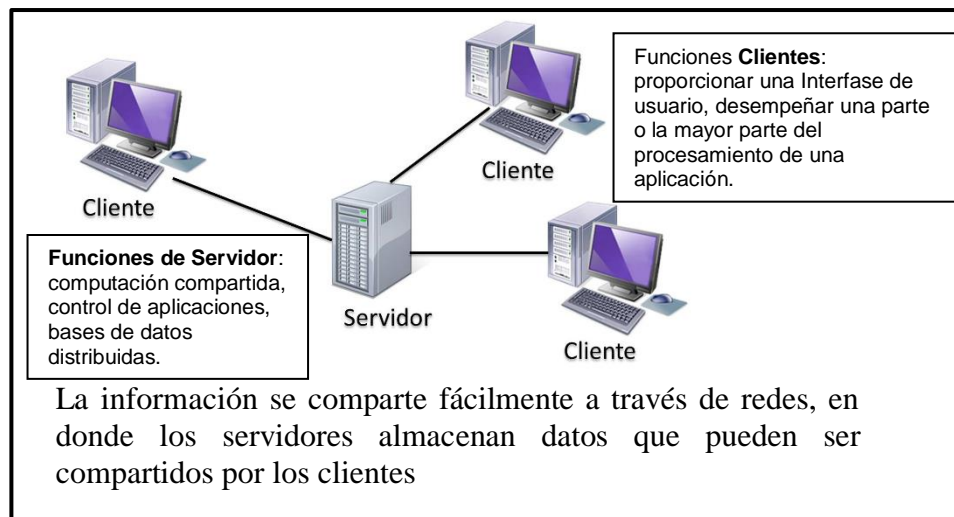 Funciones Clientes:
proporcionar una Interfase de
usuario, desempeñar una parte
o la mayor parte del
procesamiento de una
aplicación.
Cliente
Cliente
Funciones de Servidor:
computación compartida,
control de aplicaciones,
bases de datos
distribuidas.
Servidor
Cliente
La información se comparte fácilmente a través de redes, en
donde los servidores almacenan datos que pueden ser
compartidos por los clientes